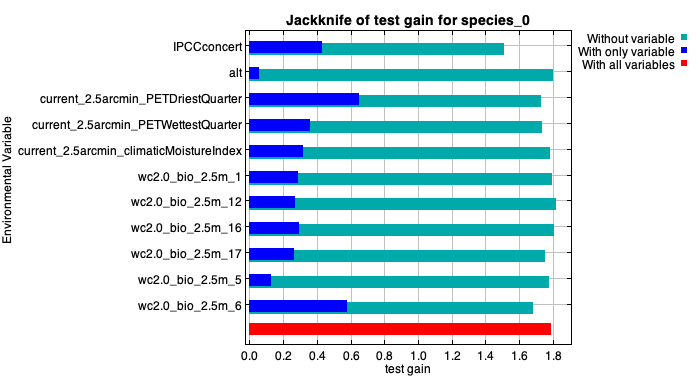 Jackknife of test gain for species_0
Without variable
With only variable
With all variables
Environmental Variable
IPCCconcert
alt
current_2.5arcmin_PETDriestQuarter
current_2.5arcmin_PETWettestQuarter
current_2.5arcmin_climaticMoistureIndex
wc2.0_bio_2.5m_1
wc2.0_bio_2.5m_12
wc2.0_bio_2.5m_16
wc2.0_bio_2.5m_17
wc2.0_bio_2.5m_5
wc2.0_bio_2.5m_6
0.0 0.2 0.4 0.6 0.8 1.0 1.2 1.4 1.6 1.8
test gain